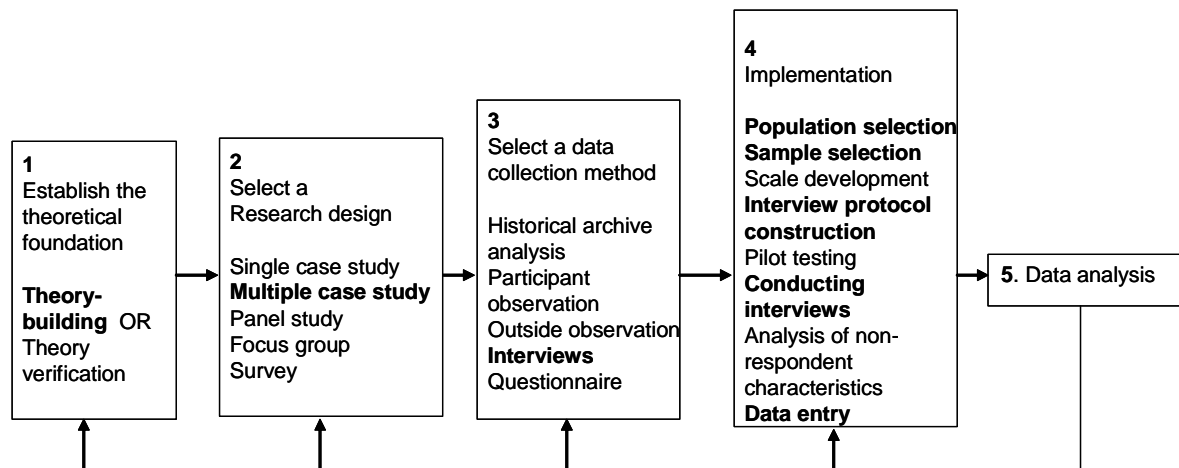 1
Establish the
theoretical
foundation
Theory-
building OR
Theory
verification
2
Select a
Research design
Single case study
Multiple case study
Panel study
Focus group
Survey
3
Select a data
collection method
Historical archive
analysis
Participant
observation
Outside observation
Interviews
Questionnaire
4
Implementation
Population selection
Sample selection
Scale development
Interview protocol
construction
Pilot testing
Conducting
interviews
Analysis of non-
respondent
characteristics
Data entry
5. Data analysis